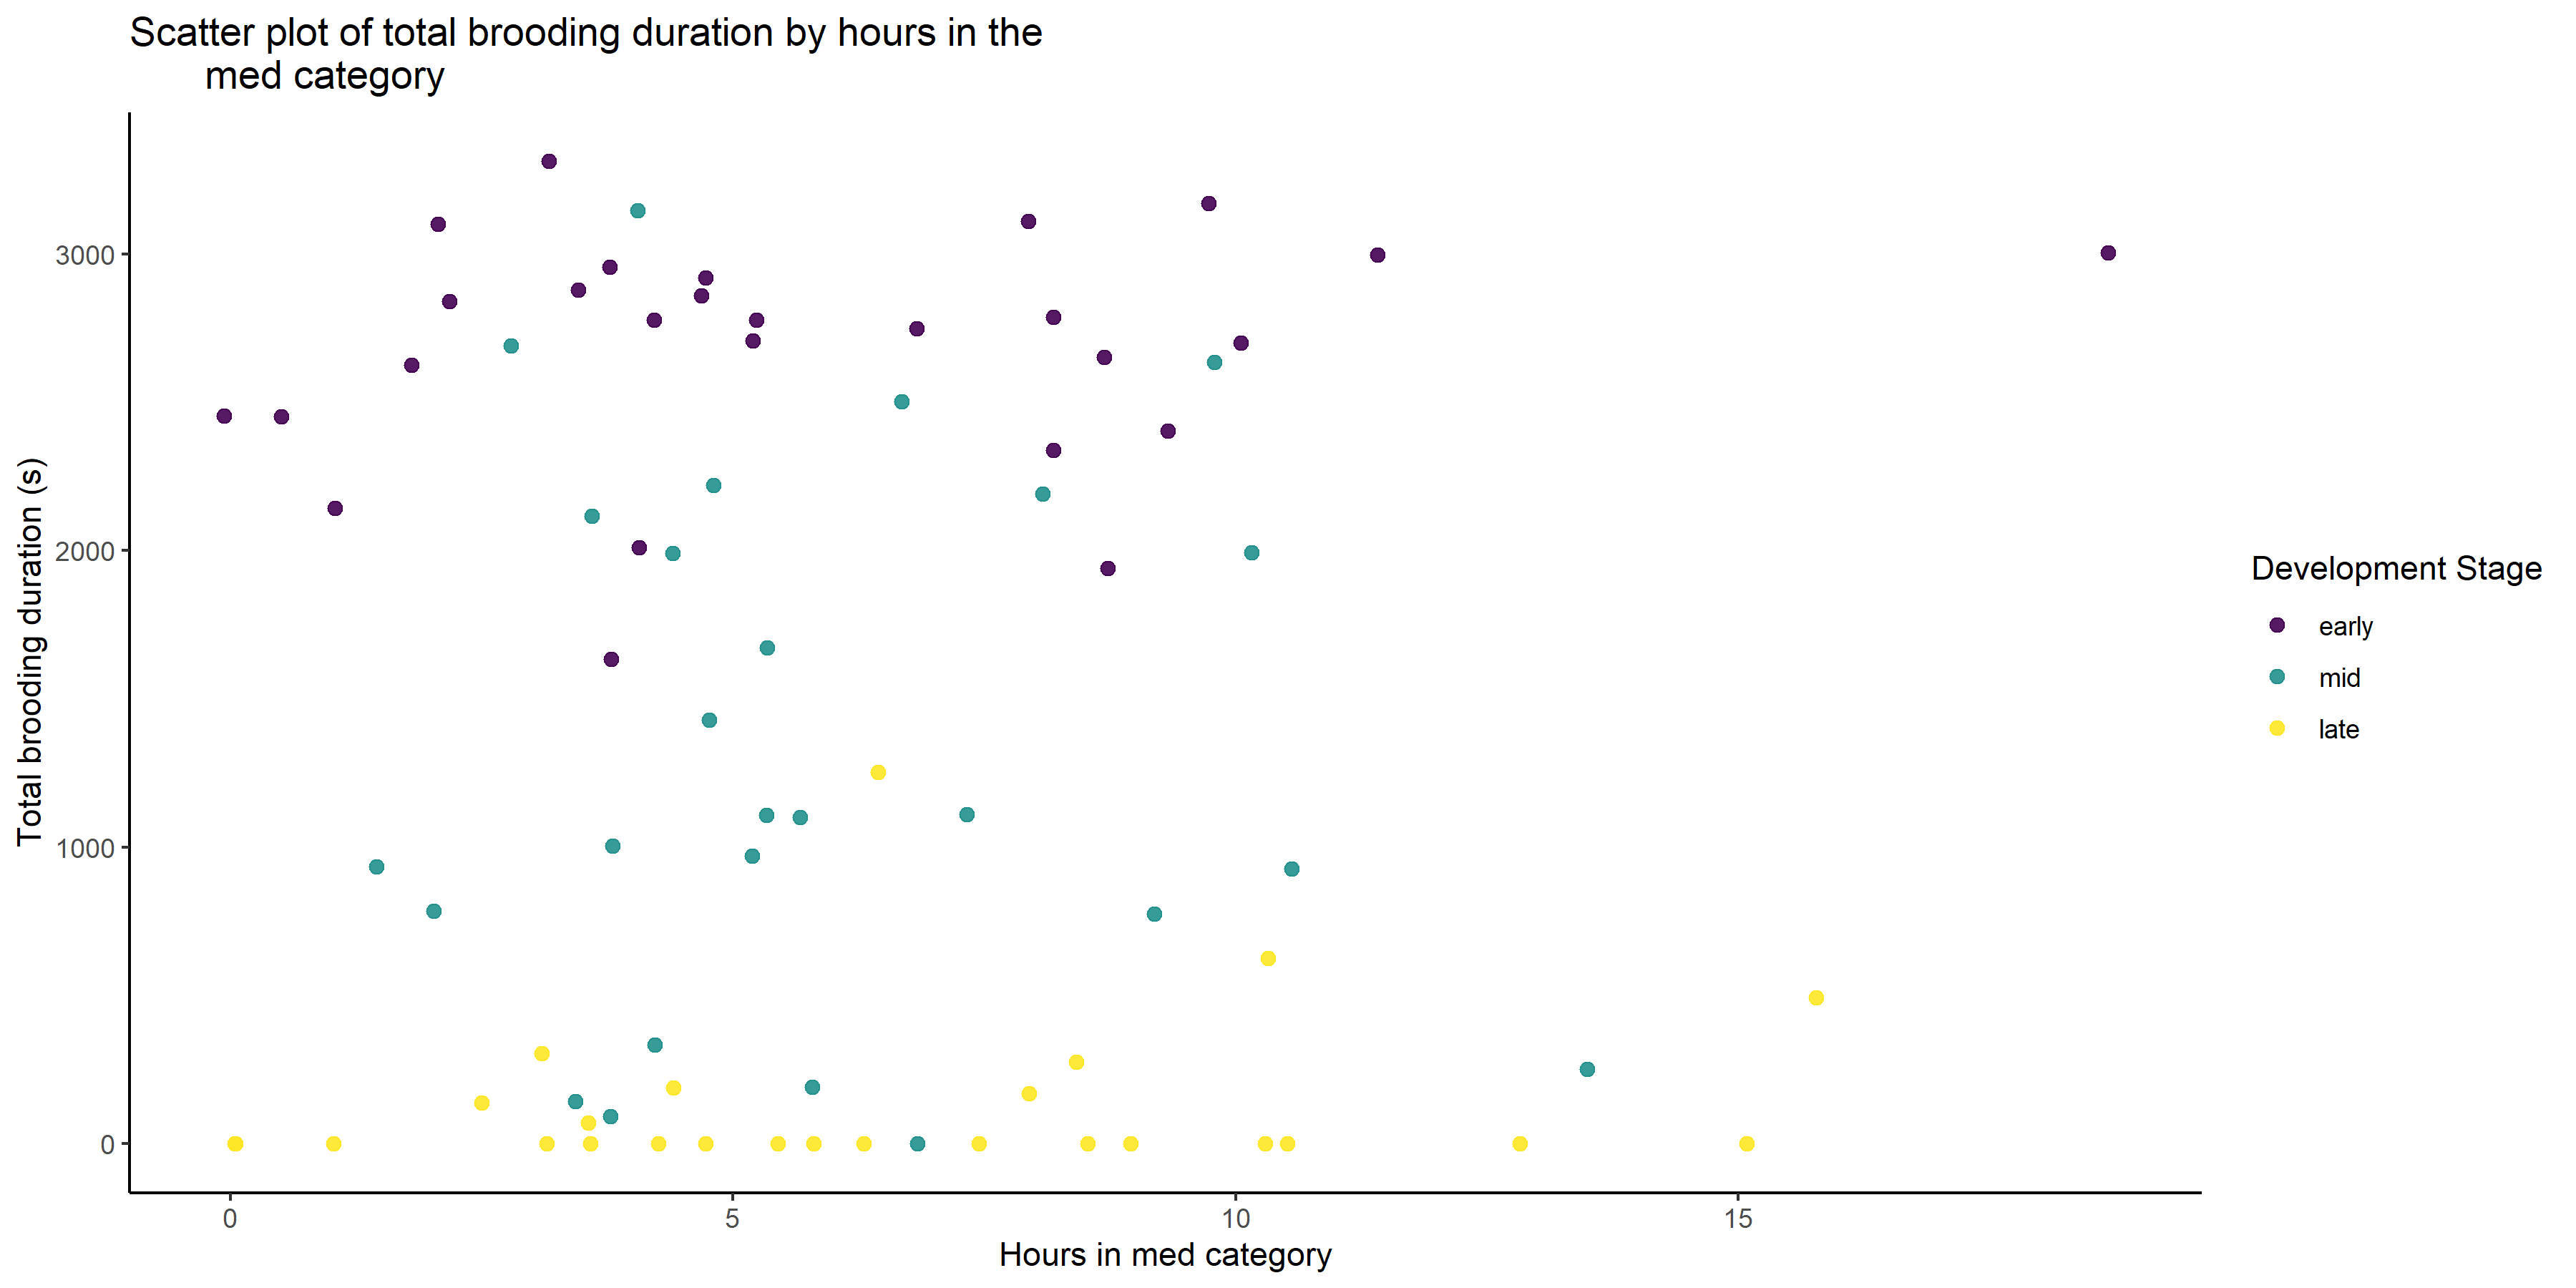 Scatter plot of total brooding duration by hours in the
med category
Total brooding duration (s)
3000
2000
1000
0
0 5 10 15
Hours in med category
Development Stage
early
mid
late